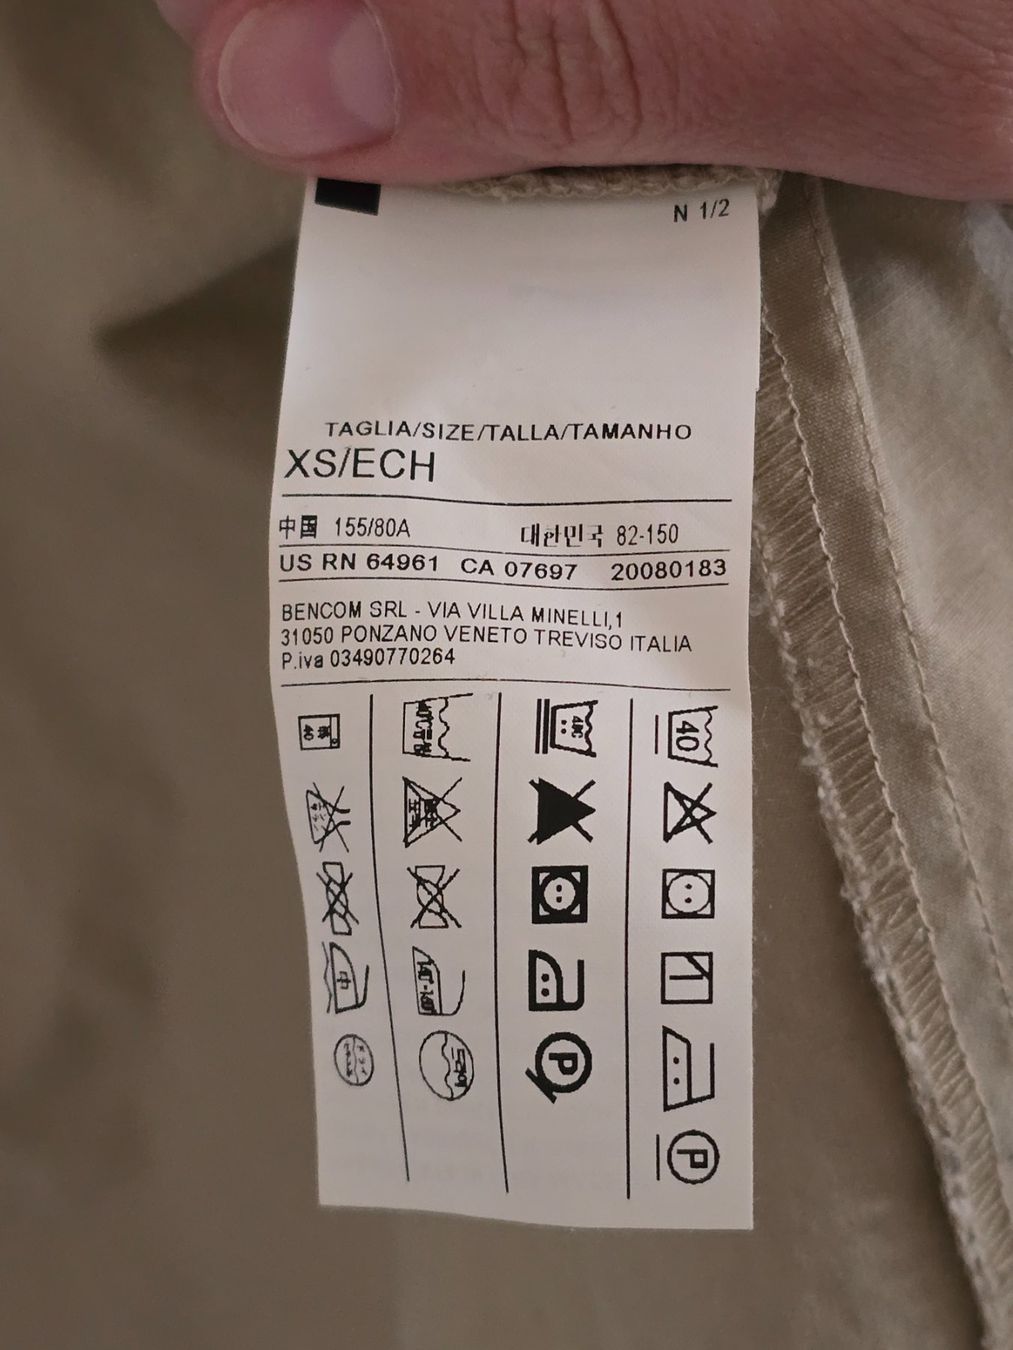 N 1/2
TAGLIA/SIZE/TALLA/TAMANHO
XS/ECH
中国 155/80A 대한민국 82-150
US RN 64961 CA 07697 20080183
BENCOM SRL - VIA VILLA MINELLI,1
31050 PONZANO VENETO TREVISO ITALIA
P.iva 03490770264
40
40
中
P
P